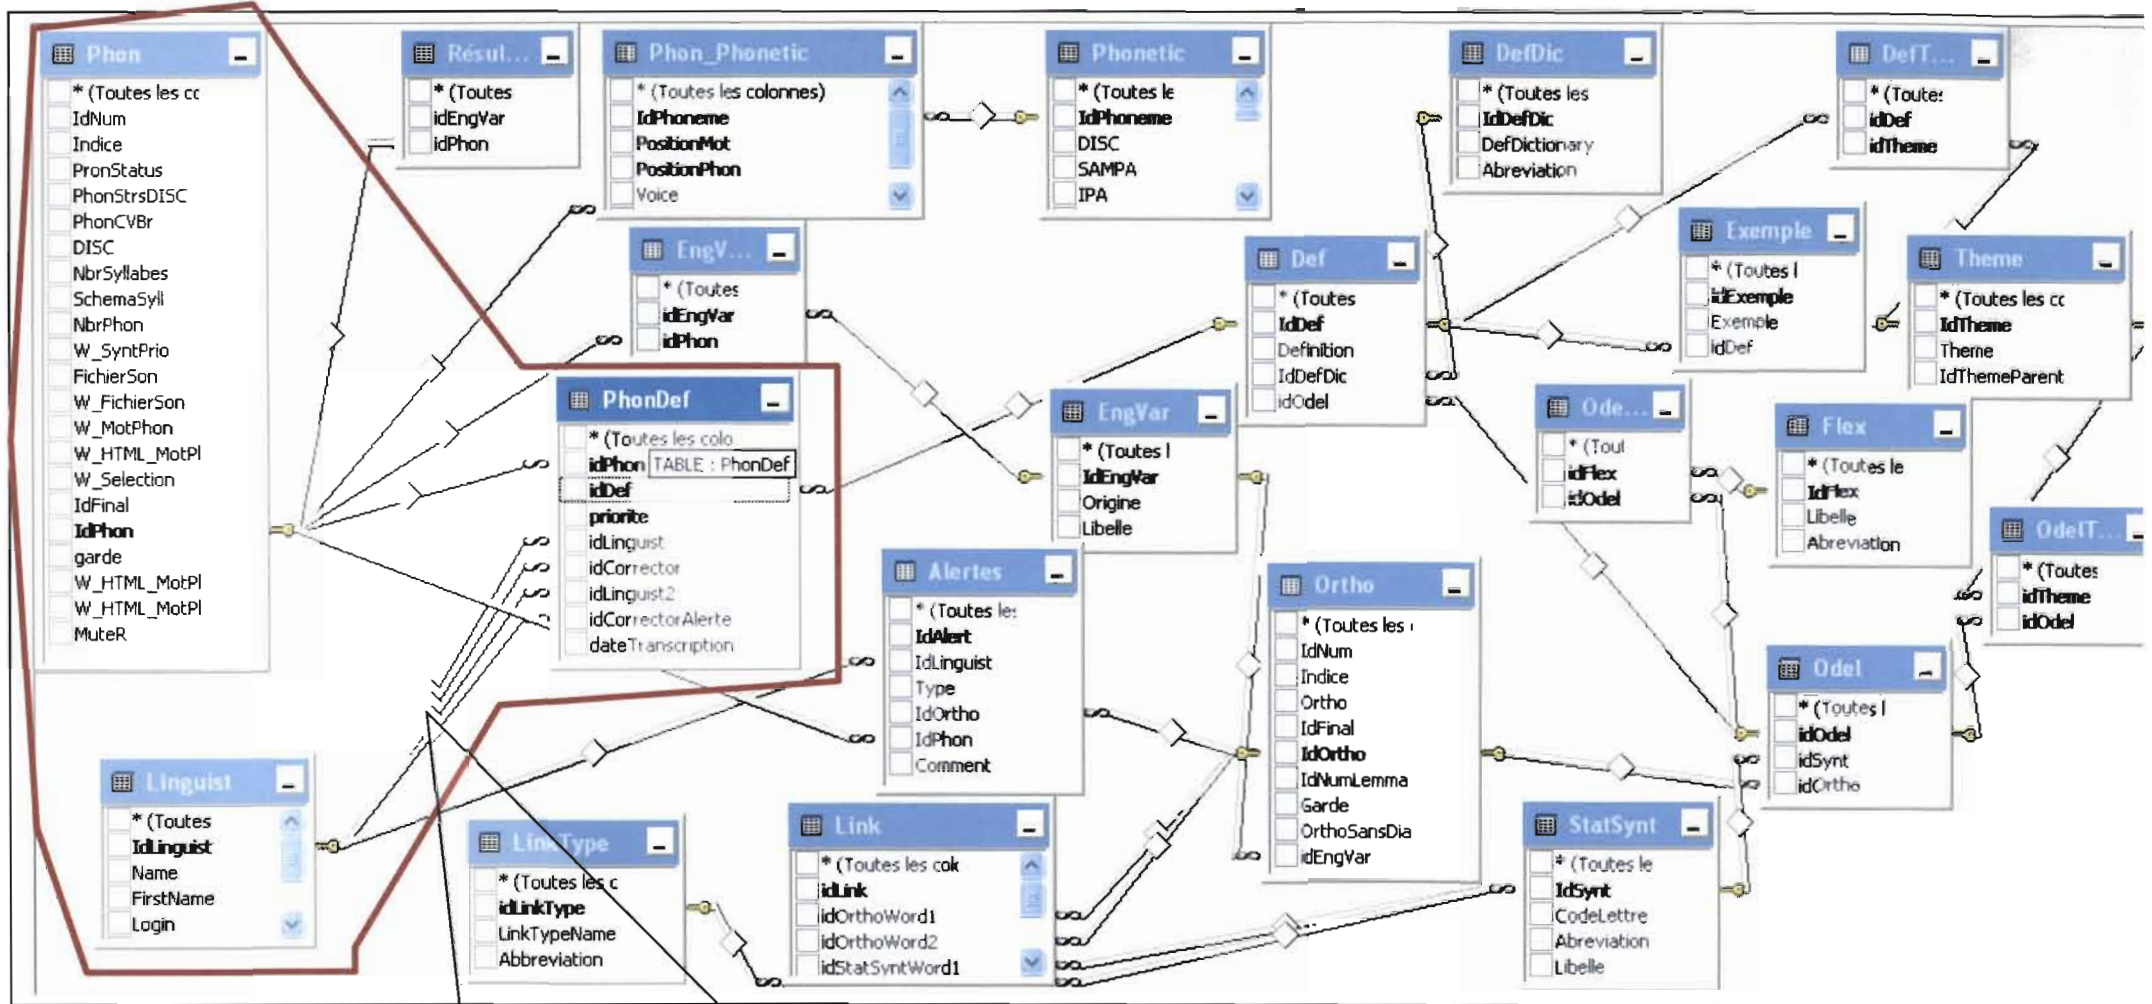 Phon
* (Toutes les cc
IdNum
Indice
PronStatus
PhonStrsDISC
PhonCVBr
DISC
NbrSyllabes
SchemaSyll
NbrPhon
W_SyntPrio
FichierSon
W_FichierSon
W_MotPhon
W_HTML_MotPl
W_Selection
IdFinal
IdPhon
garde
W_HTML_MotPl
W_HTML_MotPl
MuteR
Résul...
* (Toutes
idEngVar
idPhon
Phon_Phonetic
* (Toutes les colonnes)
IdPhoneme
PositionMot
PositionPhon
Voice
Phonetic
* (Toutes le
IdPhoneme
DISC
SAMPA
IPA
DefDic
* (Toutes les
IdDefDic
DefDictionary
Abreviation
DefT...
* (Toutes
idDef
idTheme
EngV...
* (Toutes
idEngVar
idPhon
Def
* (Toutes
IdDef
Definition
IdDefDic
idOdel
Exemple
* (Toutes l
idExemple
Exemple
idDef
Theme
* (Toutes les cc
IdTheme
Theme
IdThemeParent
PhonDef
* (Toutes les colo
idPhon
TABLE : PhonDef
idDef
priorite
idLinguist
idCorrector
idLinguist2
idCorrectorAlerte
dateTranscription
EngVar
* (Toutes l
IdEngVar
Origine
Libelle
Ode...
* (Tout
idFlex
idOdel
Flex
* (Toutes le
IdFlex
Libelle
Abreviation
OdelT...
* (Toutes
idTheme
idOdel
Alertes
* (Toutes les
IdAlert
IdLinguist
Type
IdOrtho
IdPhon
Comment
Ortho
* (Toutes les
IdNum
Indice
Ortho
IdFinal
IdOrtho
IdNumLemma
Garde
OrthoSansDia
idEngVar
Odel
* (Toutes l
idOdel
idSynt
idOrtho
Linguist
* (Toutes
IdLinguist
Name
FirstName
Login
LinkType
* (Toutes les c
idLinkType
LinkTypeName
Abbreviation
Link
* (Toutes les col
idLink
idOrthoWord1
idOrthoWord2
idStatSyntWord1
StatSynt
* (Toutes le
IdSynt
CodeLettre
Abreviation
Libelle